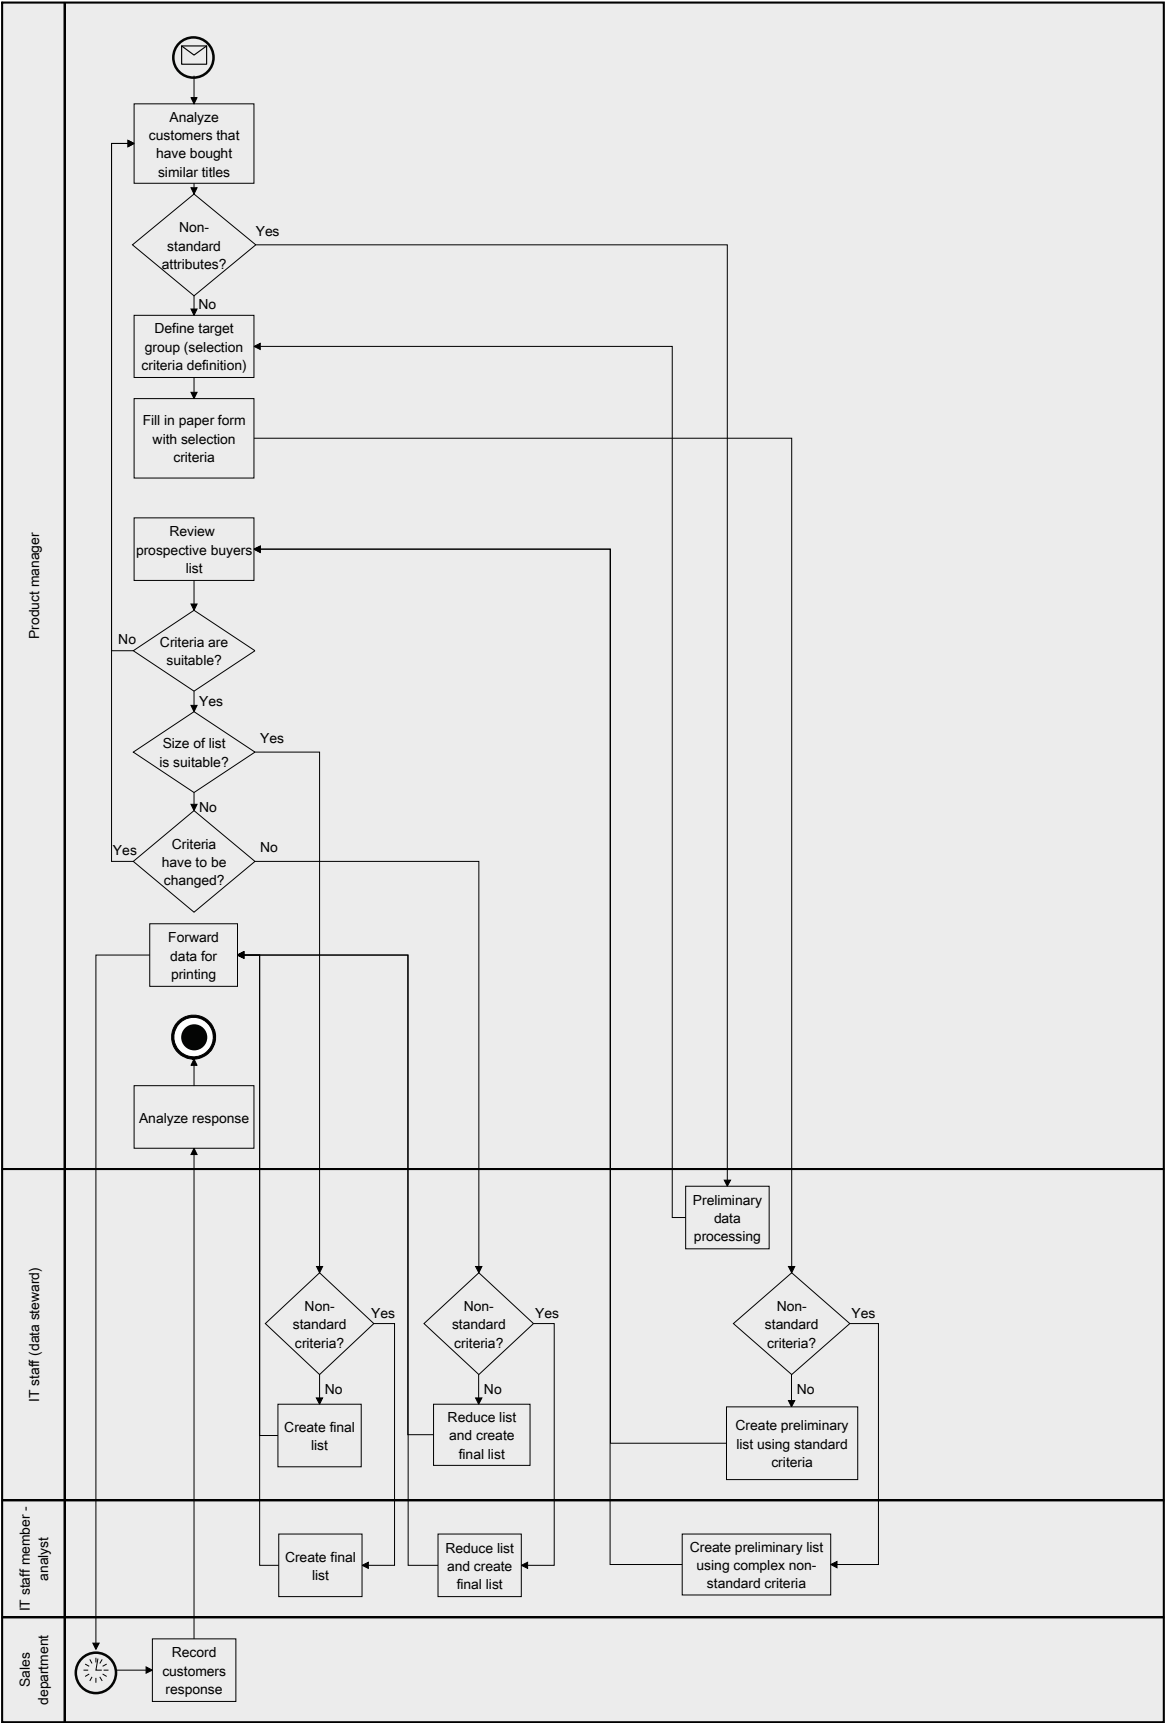 Product manager
Analyze
customers that
have bought
similar titles
Non-
standard
attributes?
Yes
No
Define target
group (selection
criteria definition)
Fill in paper form
with selection
criteria
Review
prospective buyers
list
Criteria are
suitable?
No
Yes
Size of list
is suitable?
Yes
No
Criteria
have to be
changed?
Yes
No
Forward
data for
printing
Analyze response
IT staff (data steward)
Preliminary
data
processing
Non-
standard
criteria?
Yes
No
Create final
list
Non-
standard
criteria?
Yes
No
Reduce list
and create
final list
Non-
standard
criteria?
Yes
No
Create preliminary
list using standard
criteria
IT staff member -
analyst
Create final
list
Reduce list
and create
final list
Create preliminary list
using complex non-
standard criteria
Sales
department
Record
customers
response